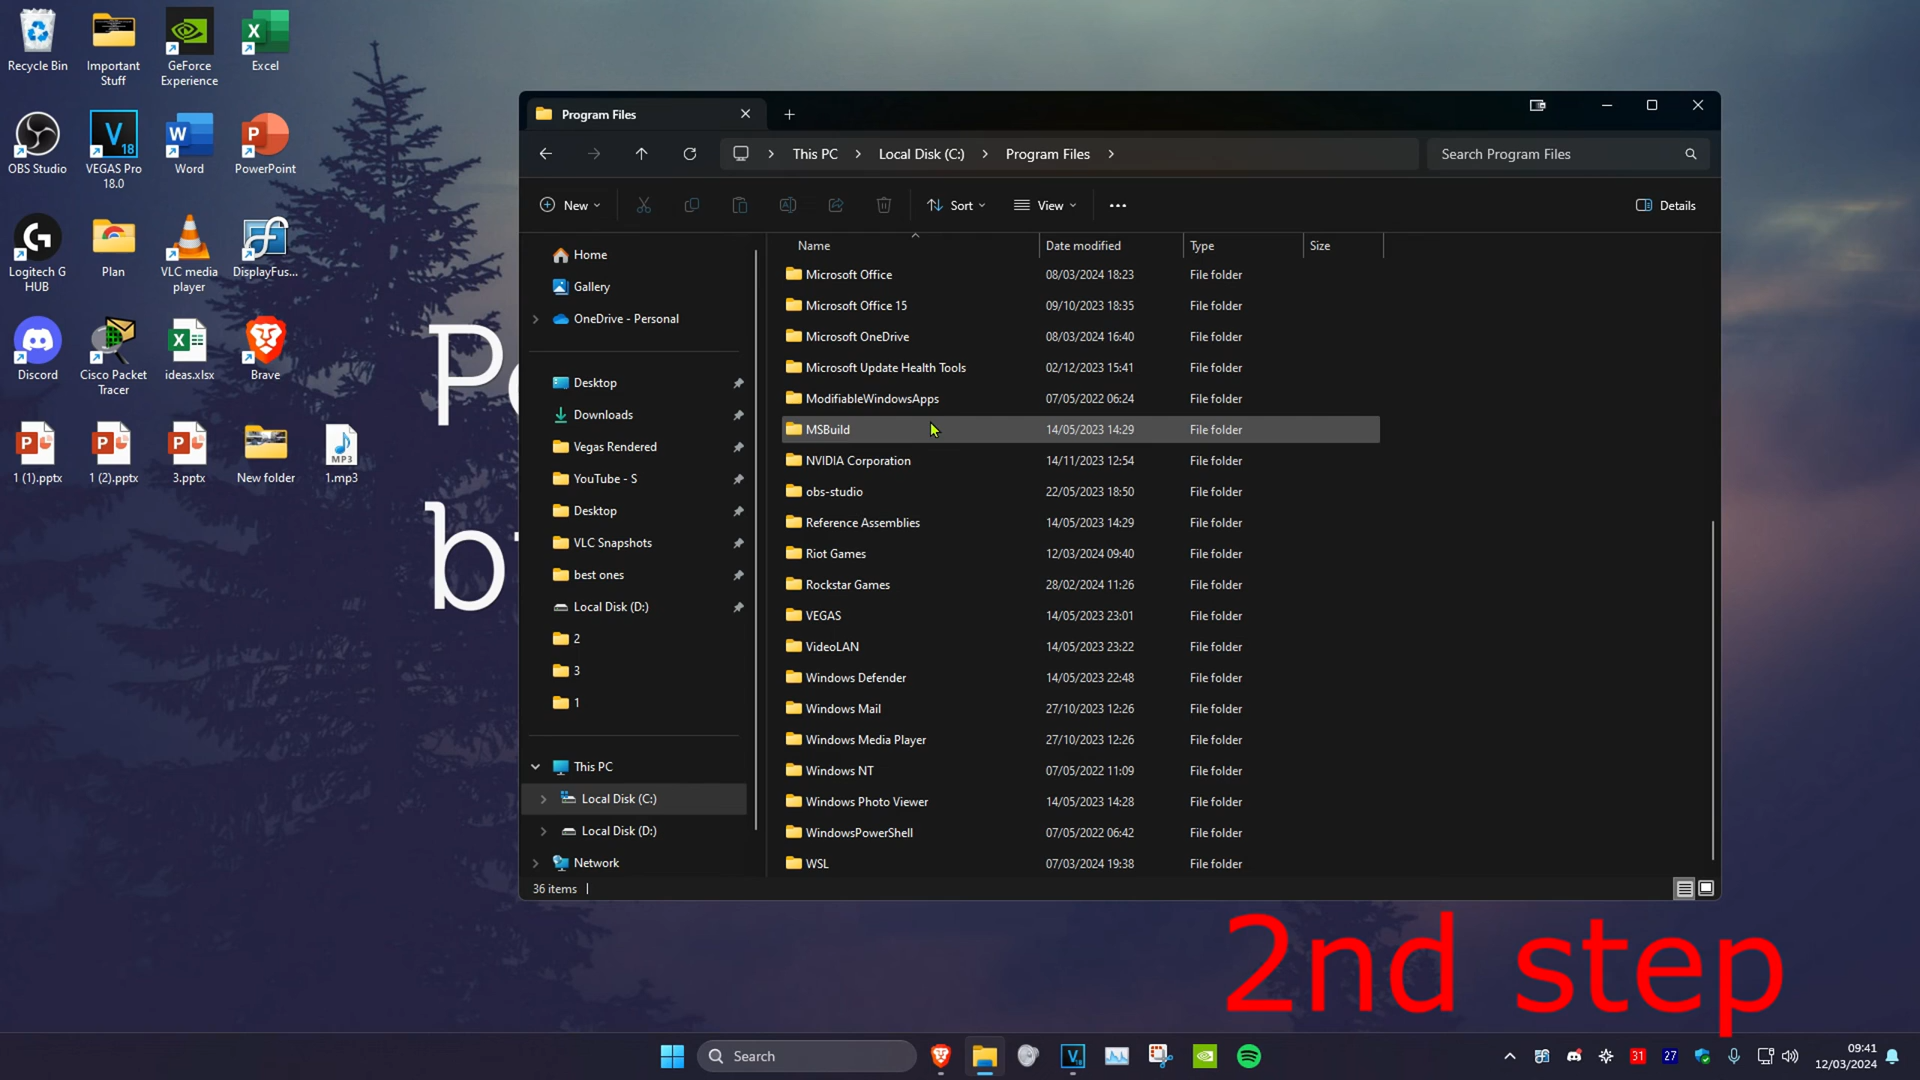 Recycle Bin
Important
Stuff
GeForce
Experience
Excel
OBS Studio
VEGAS Pro
18.0
Word
PowerPoint
Logitech G
HUB
Plan
VLC media
player
DisplayFus...
Discord
Cisco Packet
Tracer
ideas.xlsx
Brave
1 (1).pptx
1 (2).pptx
3.pptx
New folder
MP3
1.mp3
Program Files
This PC
Local Disk (C:)
Program Files
Search Program Files
New
Sort
View
Details
Home
Gallery
OneDrive - Personal
Desktop
Downloads
Vegas Rendered
YouTube - S
Desktop
VLC Snapshots
best ones
Local Disk (D:)
2
3
1
This PC
Local Disk (C:)
Local Disk (D:)
Network
Name Date modified Type Size
Microsoft Office 08/03/2024 18:23 File folder
Microsoft Office 15 09/10/2023 18:35 File folder
Microsoft OneDrive 08/03/2024 16:40 File folder
Microsoft Update Health Tools 02/12/2023 15:41 File folder
ModifiableWindowsApps 07/05/2022 06:24 File folder
MSBuild 14/05/2023 14:29 File folder
NVIDIA Corporation 14/11/2023 12:54 File folder
obs-studio 22/05/2023 18:50 File folder
Reference Assemblies 14/05/2023 14:29 File folder
Riot Games 12/03/2024 09:40 File folder
Rockstar Games 28/02/2024 11:26 File folder
VEGAS 14/05/2023 23:01 File folder
VideoLAN 14/05/2023 23:22 File folder
Windows Defender 14/05/2023 22:48 File folder
Windows Mail 27/10/2023 12:26 File folder
Windows Media Player 27/10/2023 12:26 File folder
Windows NT 07/05/2022 11:09 File folder
Windows Photo Viewer 14/05/2023 14:28 File folder
WindowsPowerShell 07/05/2022 06:42 File folder
WSL 07/03/2024 19:38 File folder
36 items
2nd step
Search
31
27
09:41
12/03/2024